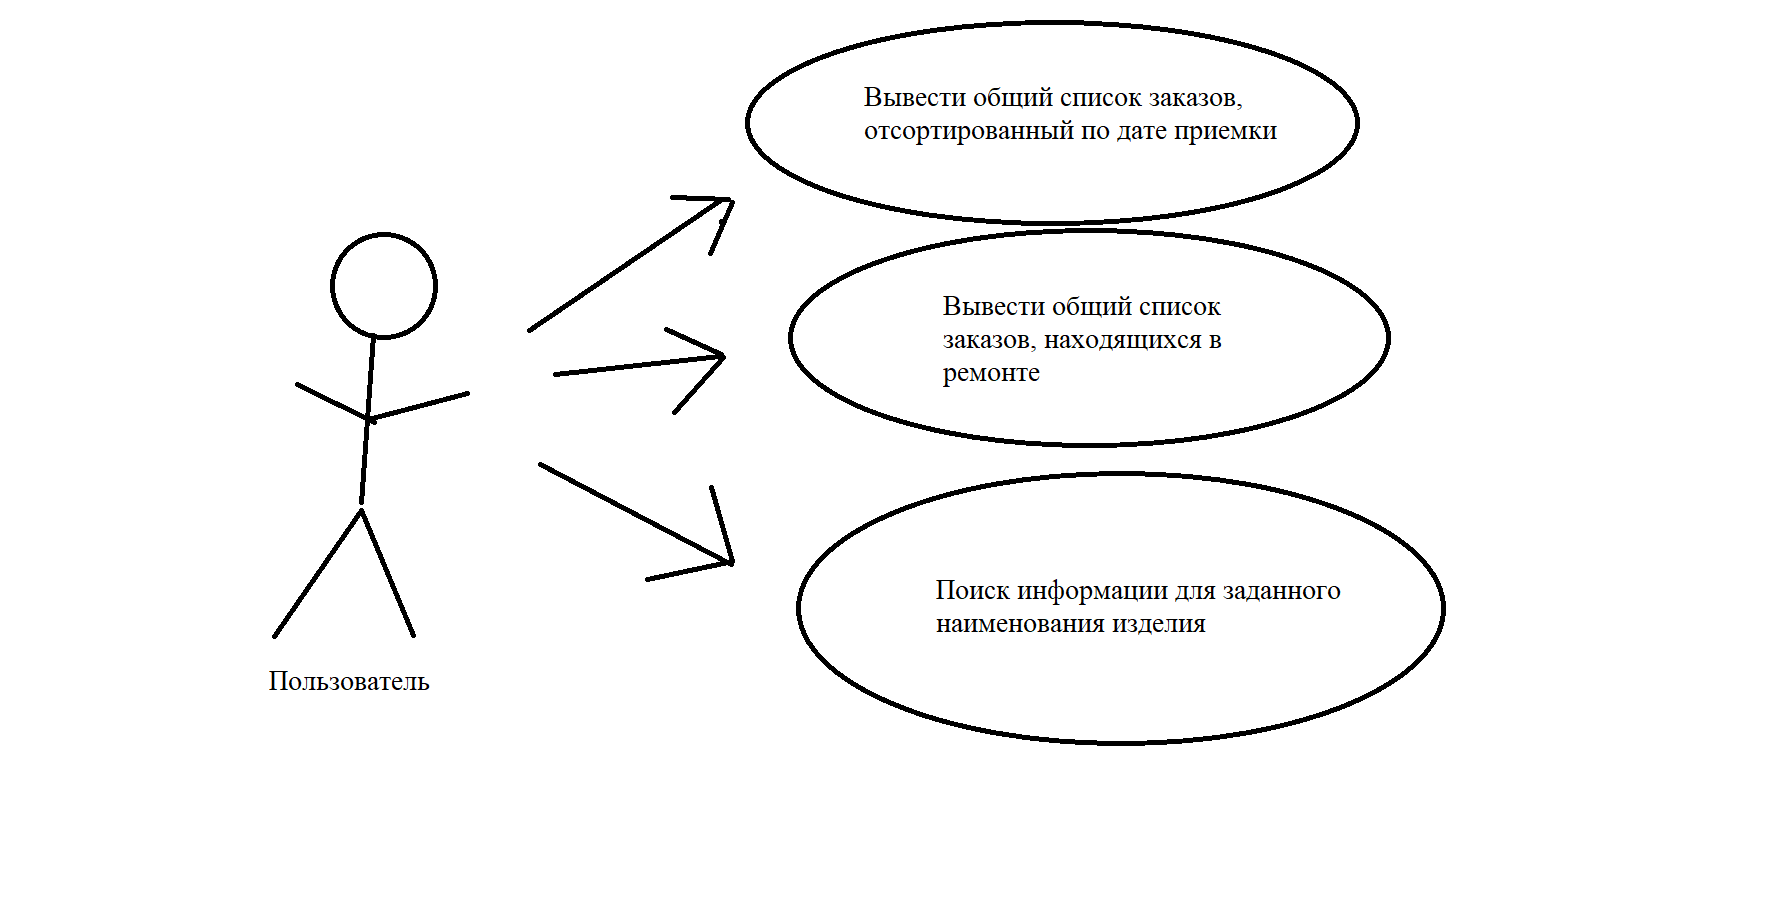 Вывести общий список заказов,
отсортированный по дате приемки
Вывести общий список
заказов, находящихся в
ремонте
Поиск информации для заданного
наименования изделия
Пользователь